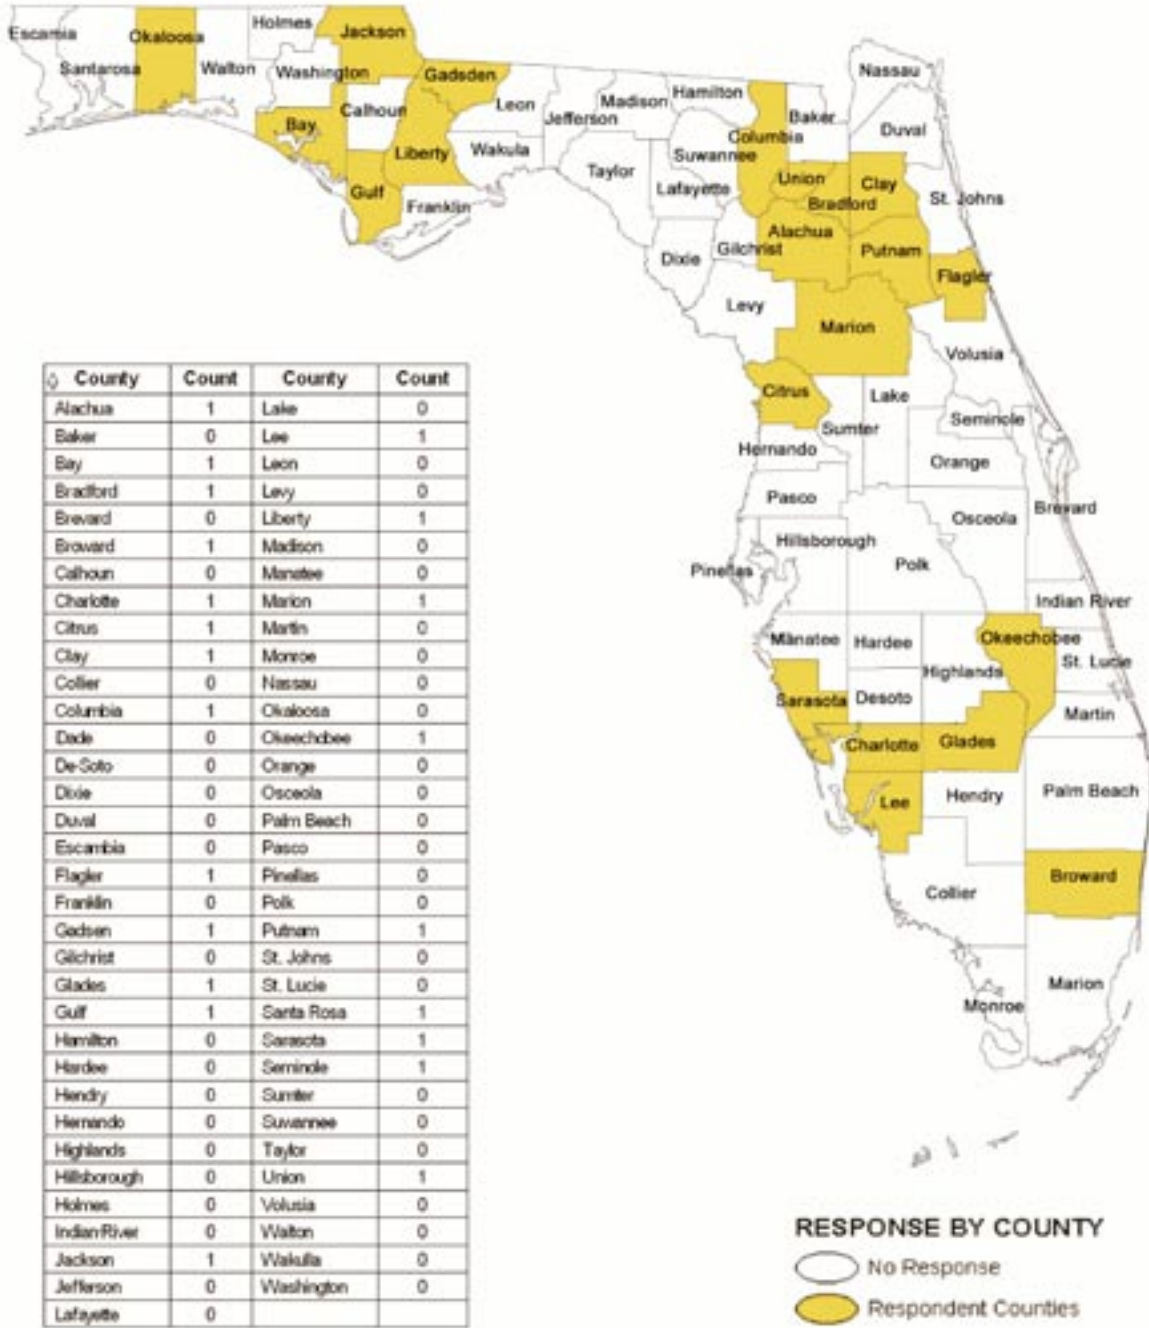 Escamia
Santarosa
Okaloosa
Walton
Holmes
Washington
Jackson
Bay
Calhoun
Gulf
Gadsden
Liberty
Franklin
Leon
Wakula
Jefferson
Madison
Taylor
Hamilton
Suwannee
Lafayette
Dixie
Gilchrist
Columbia
Baker
Nassau
Duval
Union
Bradford
Clay
St. Johns
Alachua
Putnam
Flagler
Levy
Marion
Volusia
Citrus
Lake
Sumter
Seminole
Hernando
Orange
Pasco
Osceola
Brevard
Hillsborough
Pinellas
Polk
Indian River
Manatee
Hardee
Okeechobee
Highlands
St. Lucie
Sarasota
Desoto
Martin
Charlotte
Glades
Lee
Hendry
Palm Beach
Collier
Broward
Monroe
Marion
County Count County Count
Alachua 1 Lake 0
Baker 0 Lee 1
Bay 1 Leon 0
Bradford 1 Levy 0
Brevard 0 Liberty 1
Broward 1 Madison 0
Calhoun 0 Manatee 0
Charlotte 1 Marion 1
Citrus 1 Martin 0
Clay 1 Monroe 0
Collier 0 Nassau 0
Columbia 1 Okaloosa 0
Dade 0 Okeechobee 1
De-Soto 0 Orange 0
Dixie 0 Osceola 0
Duval 0 Palm Beach 0
Escambia 0 Pasco 0
Flagler 1 Pinellas 0
Franklin 0 Polk 0
Gadsen 1 Putnam 1
Gilchrist 0 St. Johns 0
Glades 1 St. Lucie 0
Gulf 1 Santa Rosa 1
Hamilton 0 Sarasota 1
Hardee 0 Seminole 1
Hendry 0 Sumter 0
Hernando 0 Suwannee 0
Highlands 0 Taylor 0
Hillsborough 0 Union 1
Holmes 0 Volusia 0
Indian-River 0 Walton 0
Jackson 1 Wakulla 0
Jefferson 0 Washington 0
Lafayette 0
RESPONSE BY COUNTY
No Response
Respondent Counties